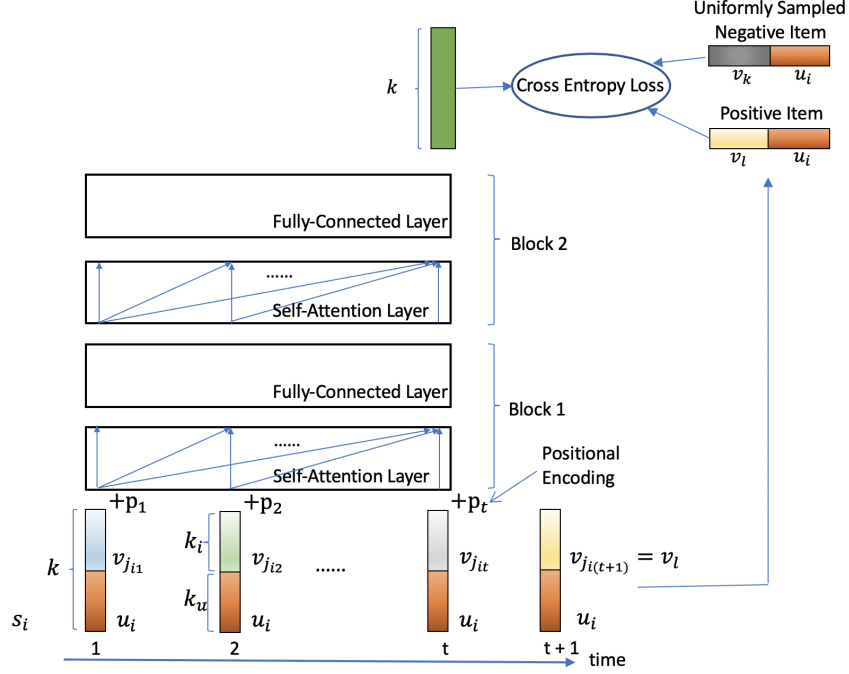 Uniformly Sampled
Negative Item
k
Cross Entropy Loss
v_k u_i
Positive Item
v_l u_i
Fully-Connected Layer
Block 2
......
Self-Attention Layer
Fully-Connected Layer
Block 1
......
Self-Attention Layer
Positional
Encoding
+p_1 +p_2 +p_t
k v_{j_{i1}} k_i v_{j_{i2}} ...... v_{j_{it}} v_{j_{i(t+1)}} = v_l
s_i u_i k_u u_i u_i u_i
1 2 t t + 1
time